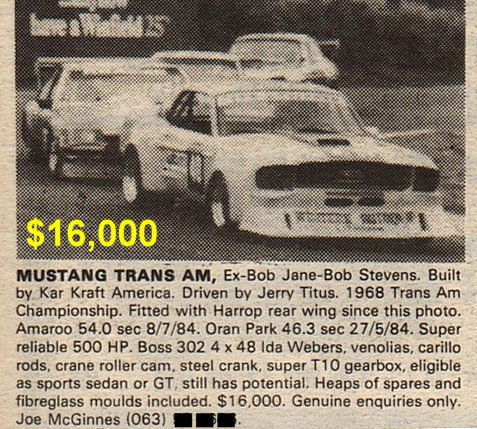 have a Winfield 25's
$16,000
MUSTANG TRANS AM, Ex-Bob Jane-Bob Stevens. Built
by Kar Kraft America. Driven by Jerry Titus. 1968 Trans Am
Championship. Fitted with Harrop rear wing since this photo.
Amaroo 54.0 sec 8/7/84. Oran Park 46.3 sec 27/5/84. Super
reliable 500 HP. Boss 302 4 x 48 Ida Webers, venolias, carillo
rods, crane roller cam, steel crank, super T10 gearbox, eligible
as sports sedan or GT, still has potential. Heaps of spares and
fibreglass moulds included. $16,000. Genuine enquiries only.
Joe McGinnes (063)